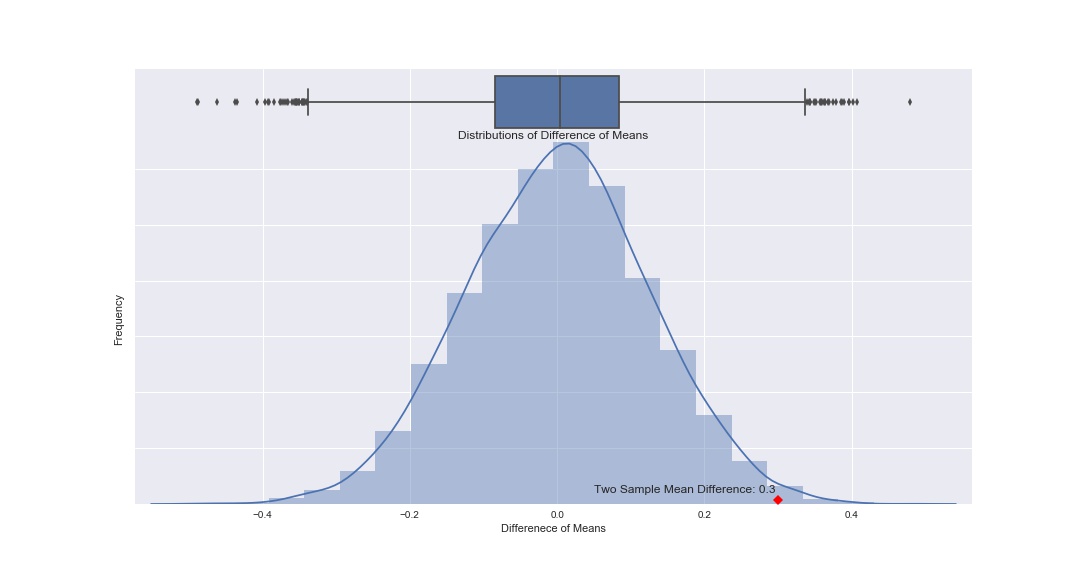 Distributions of Difference of Means
Frequency
Two Sample Mean Difference: 0.3
−0.4
−0.2
0.0
0.2
0.4
Differenece of Means